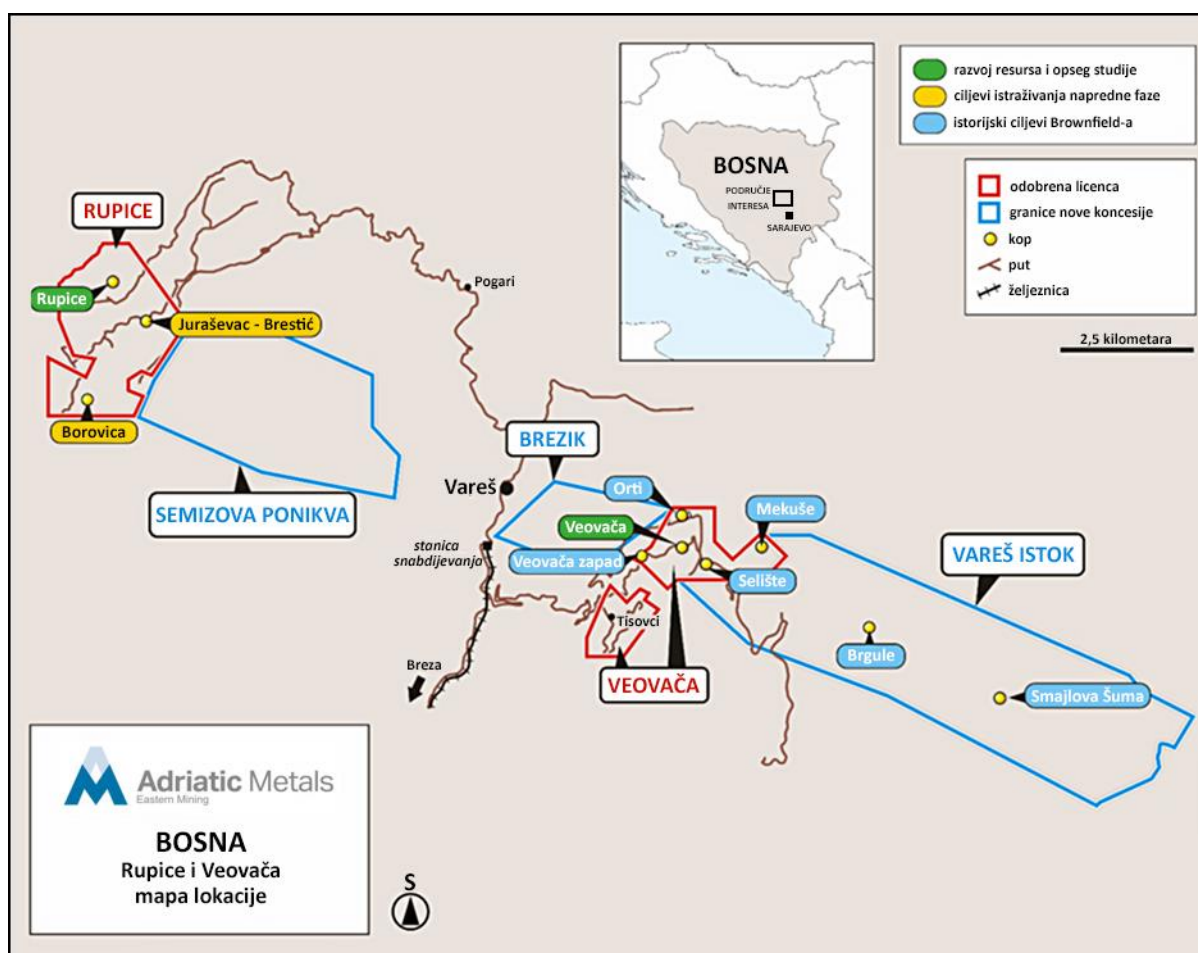 RUPICE
Rupice
Juraševac - Brestić
Borovica
SEMIZOVA PONIKVA
Pogari
BOSNA
PODRUČJE
INTERESA
SARAJEVO
razvoj resursa i opseg studije
ciljevi istraživanja napredne faze
istorijski ciljevi Brownfield-a
odobrena licenca
granice nove koncesije
kop
put
željeznica
2,5 kilometara
BREZIK
Vareš
stanica
snabdijevanja
Orti
Veovača
Veovača zapad
Mekuše
Selište
VAREŠ ISTOK
Tisovci
Brgule
Smajlova Šuma
VEOVAČA
Breza
Adriatic Metals
Eastern Mining
BOSNA
Rupice i Veovača
mapa lokacije
S